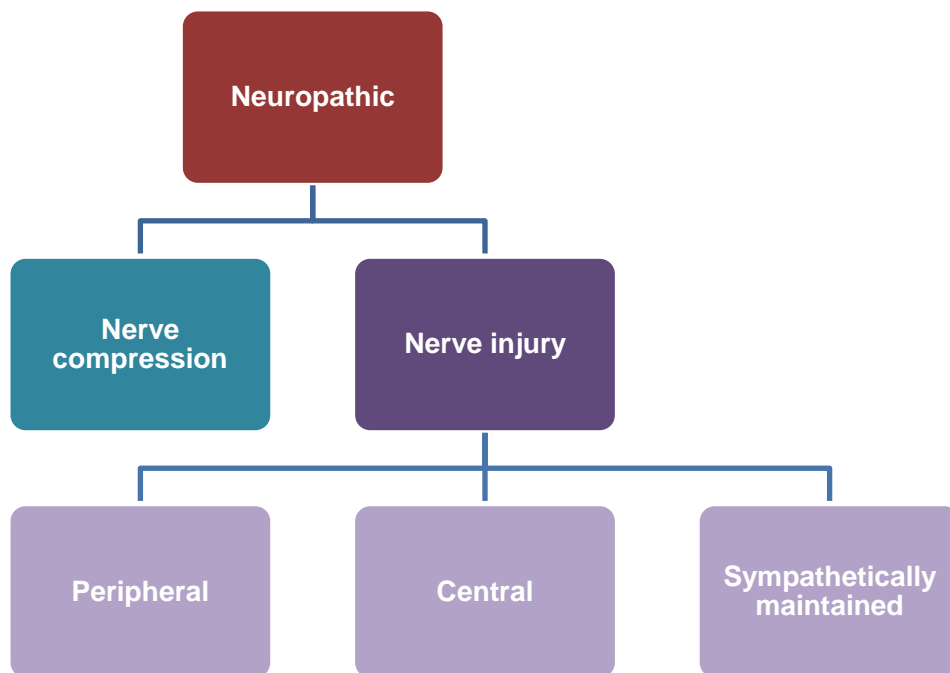 Neuropathic
Nerve
compression
Nerve injury
Peripheral
Central
Sympathetically
maintained